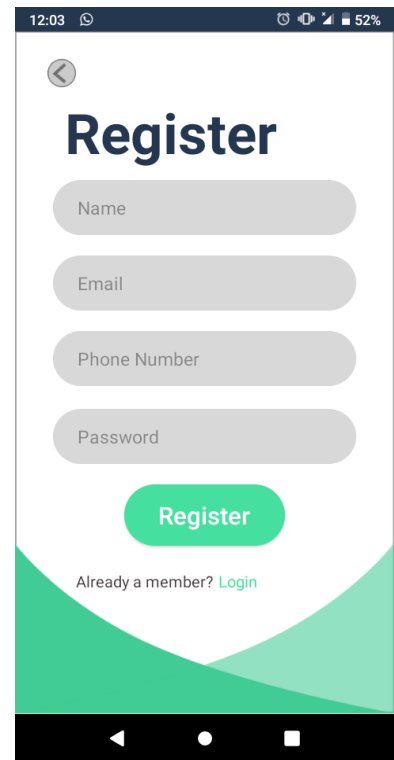 12:03 52%
Register
Name
Email
Phone Number
Password
Register
Already a member? Login